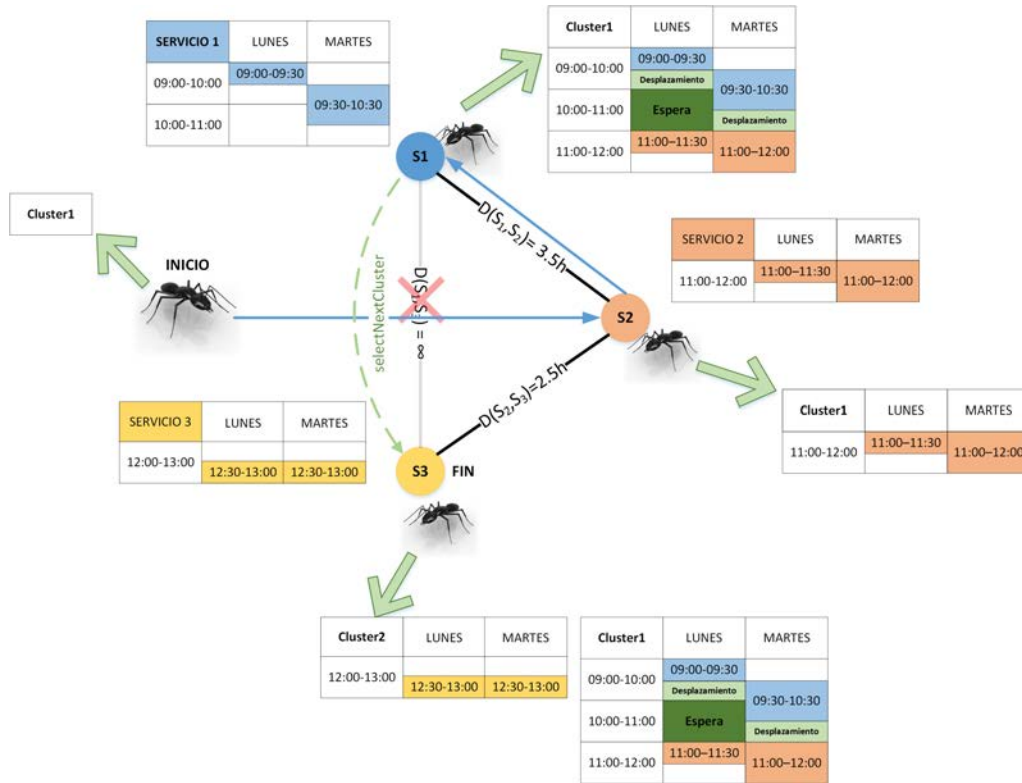 SERVICIO 1 LUNES MARTES
09:00-10:00 09:00-09:30
09:30-10:30
10:00-11:00
Cluster1 LUNES MARTES
09:00-10:00 09:00-09:30
Desplazamiento 09:30-10:30
10:00-11:00 Espera
Desplazamiento
11:00-12:00 11:00–11:30 11:00–12:00
S1
Cluster1
INICIO
selectNextCluster
D(S₁,S₃) = ∞
D(S₁,S₂)= 3.5h
S2
SERVICIO 2 LUNES MARTES
11:00-12:00 11:00–11:30 11:00–12:00
D(S₂,S₃)=2.5h
Cluster1 LUNES MARTES
11:00-12:00 11:00–11:30 11:00–12:00
SERVICIO 3 LUNES MARTES
12:00-13:00
12:30-13:00 12:30-13:00
S3 FIN
Cluster2 LUNES MARTES
12:00-13:00
12:30-13:00 12:30-13:00
Cluster1 LUNES MARTES
09:00-10:00 09:00-09:30
Desplazamiento 09:30-10:30
10:00-11:00 Espera
Desplazamiento
11:00-12:00 11:00–11:30 11:00–12:00